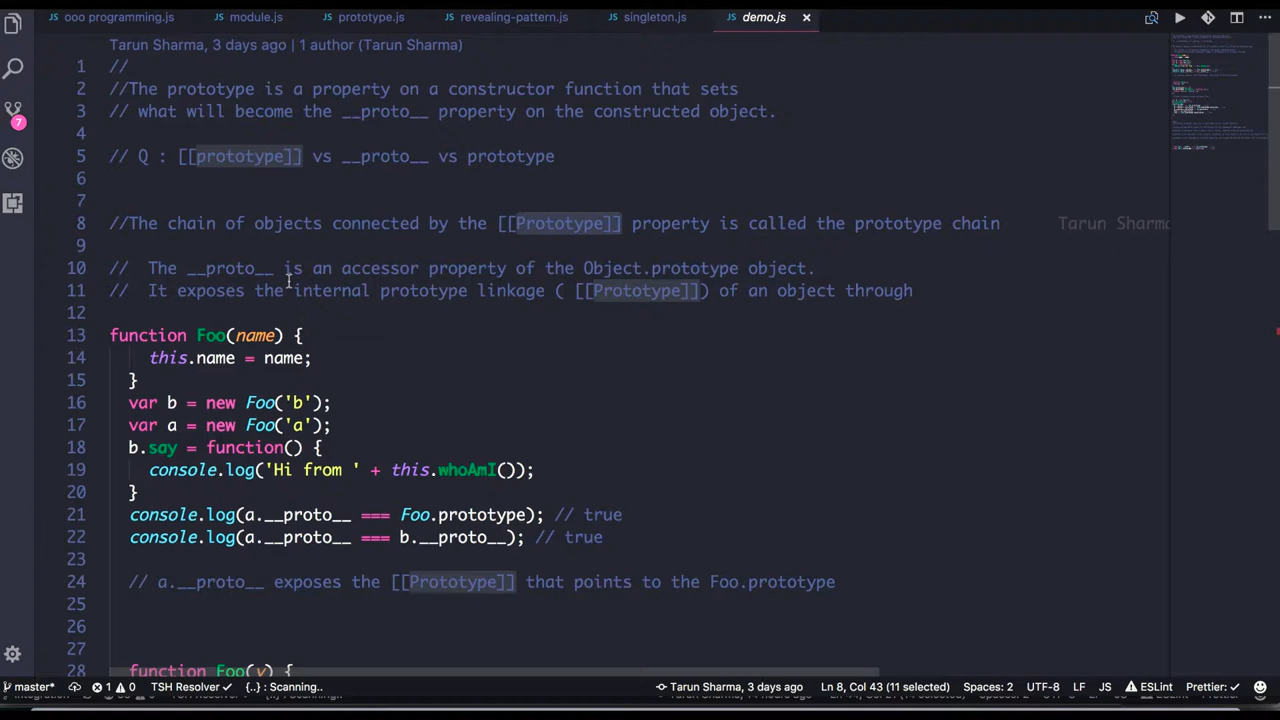 ooo programming.js module.js prototype.js revealing-pattern.js singleton.js demo.js ×
Tarun Sharma, 3 days ago | 1 author (Tarun Sharma)
1 //
2 //The prototype is a property on a constructor function that sets
3 // what will become the __proto__ property on the constructed object.
4
5 // Q : [[prototype]] vs __proto__ vs prototype
6
7
8 //The chain of objects connected by the [[Prototype]] property is called the prototype chain Tarun Sharma
9
10 // The __proto__ is an accessor property of the Object.prototype object.
11 // It exposes the internal prototype linkage ( [[Prototype]]) of an object through
12
13 function Foo(name) {
14 this.name = name;
15 }
16 var b = new Foo('b');
17 var a = new Foo('a');
18 b.say = function() {
19 console.log('Hi from ' + this.whoAmI());
20 }
21 console.log(a.__proto__ === Foo.prototype); // true
22 console.log(a.__proto__ === b.__proto__); // true
23
24 // a.__proto__ exposes the [[Prototype]] that points to the Foo.prototype
25
26
27
28 function Foo(y) {
7
master* 1 0 TSH Resolver ✓ {..} : Scanning.. Tarun Sharma, 3 days ago Ln 8, Col 43 (11 selected) Spaces: 2 UTF-8 LF JS ESLint Prettier: ✓